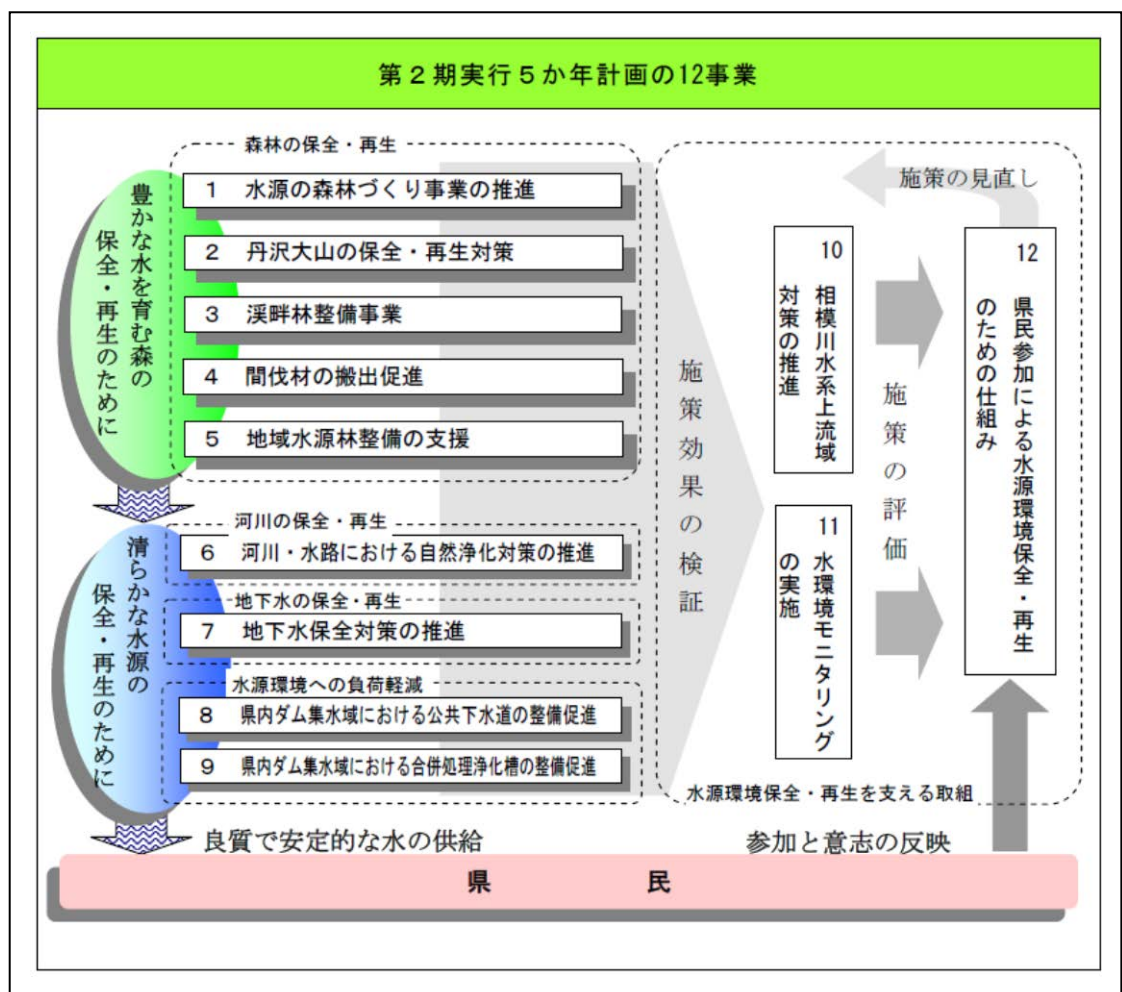 第２期実行５か年計画の12事業
豊かな水を育む森の
保全・再生のために
森林の保全・再生
1 水源の森林づくり事業の推進
2 丹沢大山の保全・再生対策
3 渓畔林整備事業
4 間伐材の搬出促進
5 地域水源林整備の支援
清らかな水源の
保全・再生のために
河川の保全・再生
6 河川・水路における自然浄化対策の推進
地下水の保全・再生
7 地下水保全対策の推進
水源環境への負荷軽減
8 県内ダム集水域における公共下水道の整備促進
9 県内ダム集水域における合併処理浄化槽の整備促進
施策効果の検証
10 相模川水系上流域
対策の推進
11 水環境モニタリング
の実施
施策の評価
施策の見直し
12 県民参加による水源環境保全・再生
のための仕組み
水源環境保全・再生を支える取組
良質で安定的な水の供給
参加と意志の反映
県民